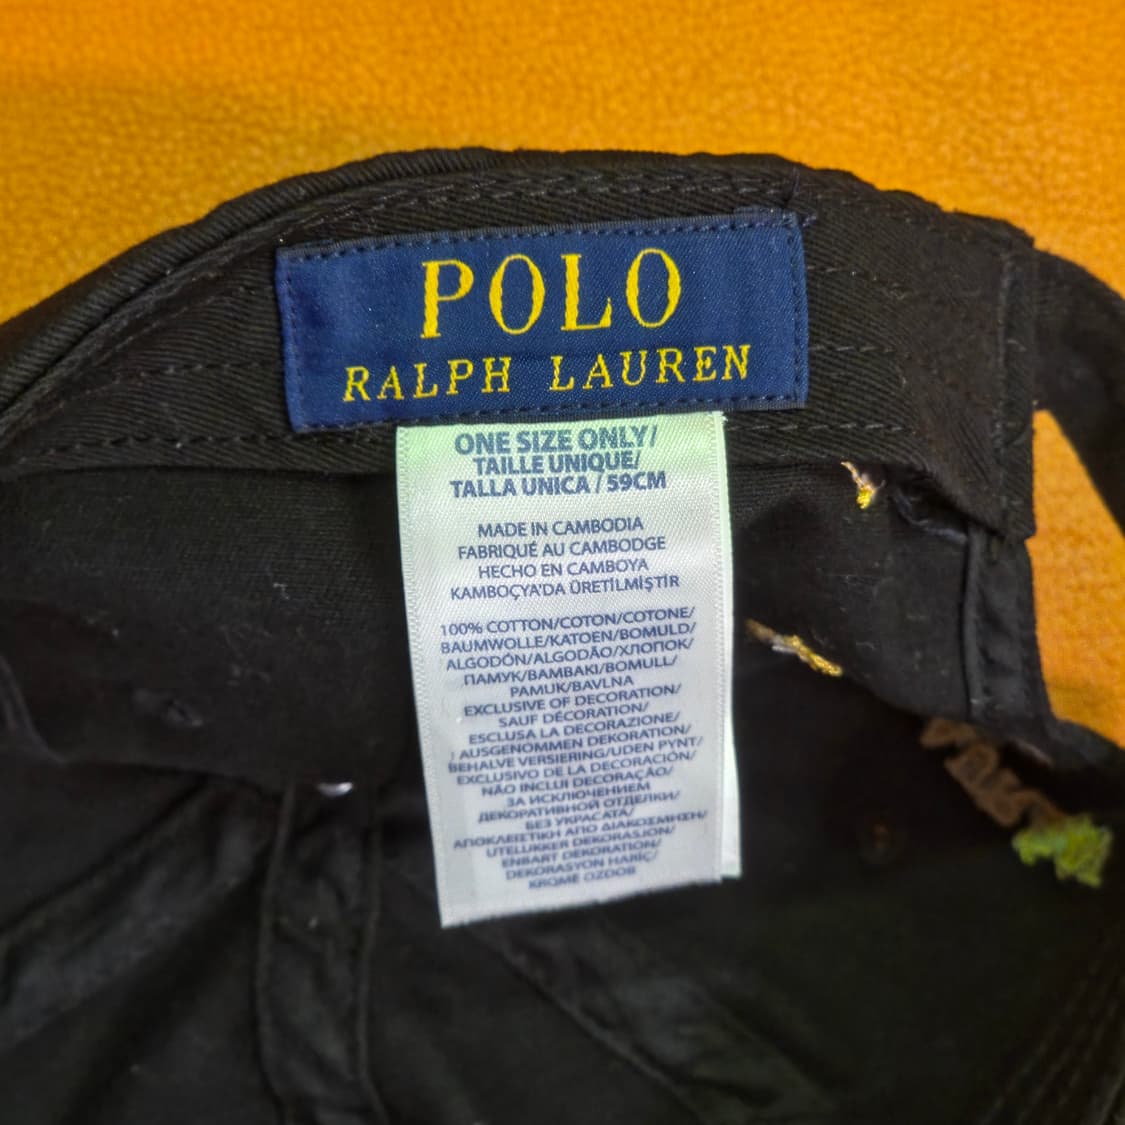 POLO
RALPH LAUREN
ONE SIZE ONLY/
TAILLE UNIQUE/
TALLA UNICA / 59CM
MADE IN CAMBODIA
FABRIQUÉ AU CAMBODGE
HECHO EN CAMBOYA
KAMBOÇYA'DA ÜRETİLMİŞTİR
100% COTTON/COTON/COTONE/
BAUMWOLLE/KATOEN/BOMULD/
ALGODÓN/ALGODÃO/ХЛОПОК/
ПАМУК/ΒΑΜΒΑΚΙ/BOMULL/
PAMUK/BAVLNA
EXCLUSIVE OF DECORATION/
SAUF DÉCORATION/
ESCLUSA LA DECORAZIONE/
AUSGENOMMEN DEKORATION/
BEHALVE VERSIERING/UDEN PYNT/
EXCLUSIVO DE LA DECORACIÓN/
NÃO INCLUI DECORAÇÃO/
ЗА ИСКЛЮЧЕНИЕМ
ДЕКОРАТИВНОЙ ОТДЕЛКИ/
БЕЗ УКРАСАТА/
ΑΠΟΚΛΕΙΣΤΙΚΗ ΑΠΟ ΔΙΑΚΟΣΜΗΣΗ/
UTELUKKER DEKORASJON/
ENBART DEKORATION/
DEKORASYON HARİÇ/
KROMĚ OZDOB